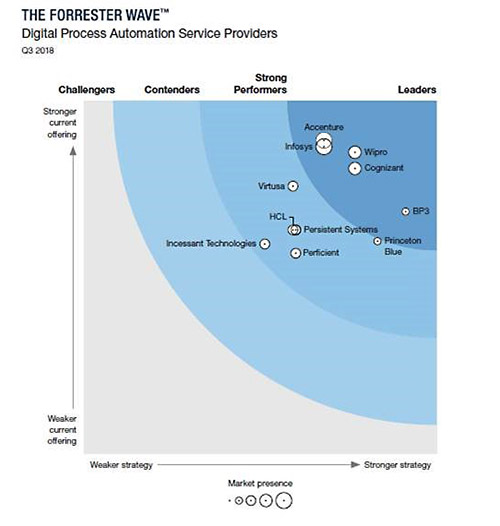 THE FORRESTER WAVE™
Digital Process Automation Service Providers
Q3 2018
Challengers
Contenders
Strong
Performers
Leaders
Stronger
current
offering
Accenture
Infosys
Wipro
Cognizant
Virtusa
BP3
HCL
Persistent Systems
Incessant Technologies
Princeton
Blue
Perficient
Weaker
current
offering
Weaker strategy
Stronger strategy
Market presence